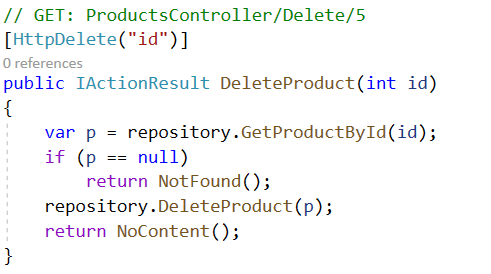 // GET: ProductsController/Delete/5
[HttpDelete("id")]
0 references
public IActionResult DeleteProduct(int id)
{
    var p = repository.GetProductById(id);
    if (p == null)
        return NotFound();
    repository.DeleteProduct(p);
    return NoContent();
}